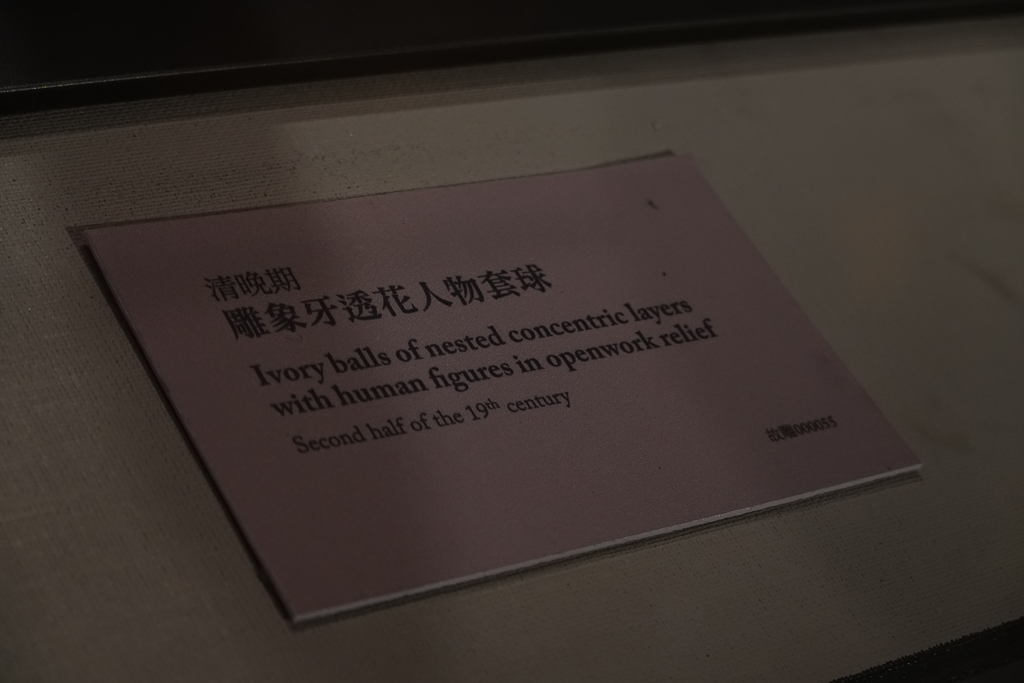 清晚期
雕象牙透花人物套球
Ivory balls of nested concentric layers
with human figures in openwork relief
Second half of the 19th century
故雕000055